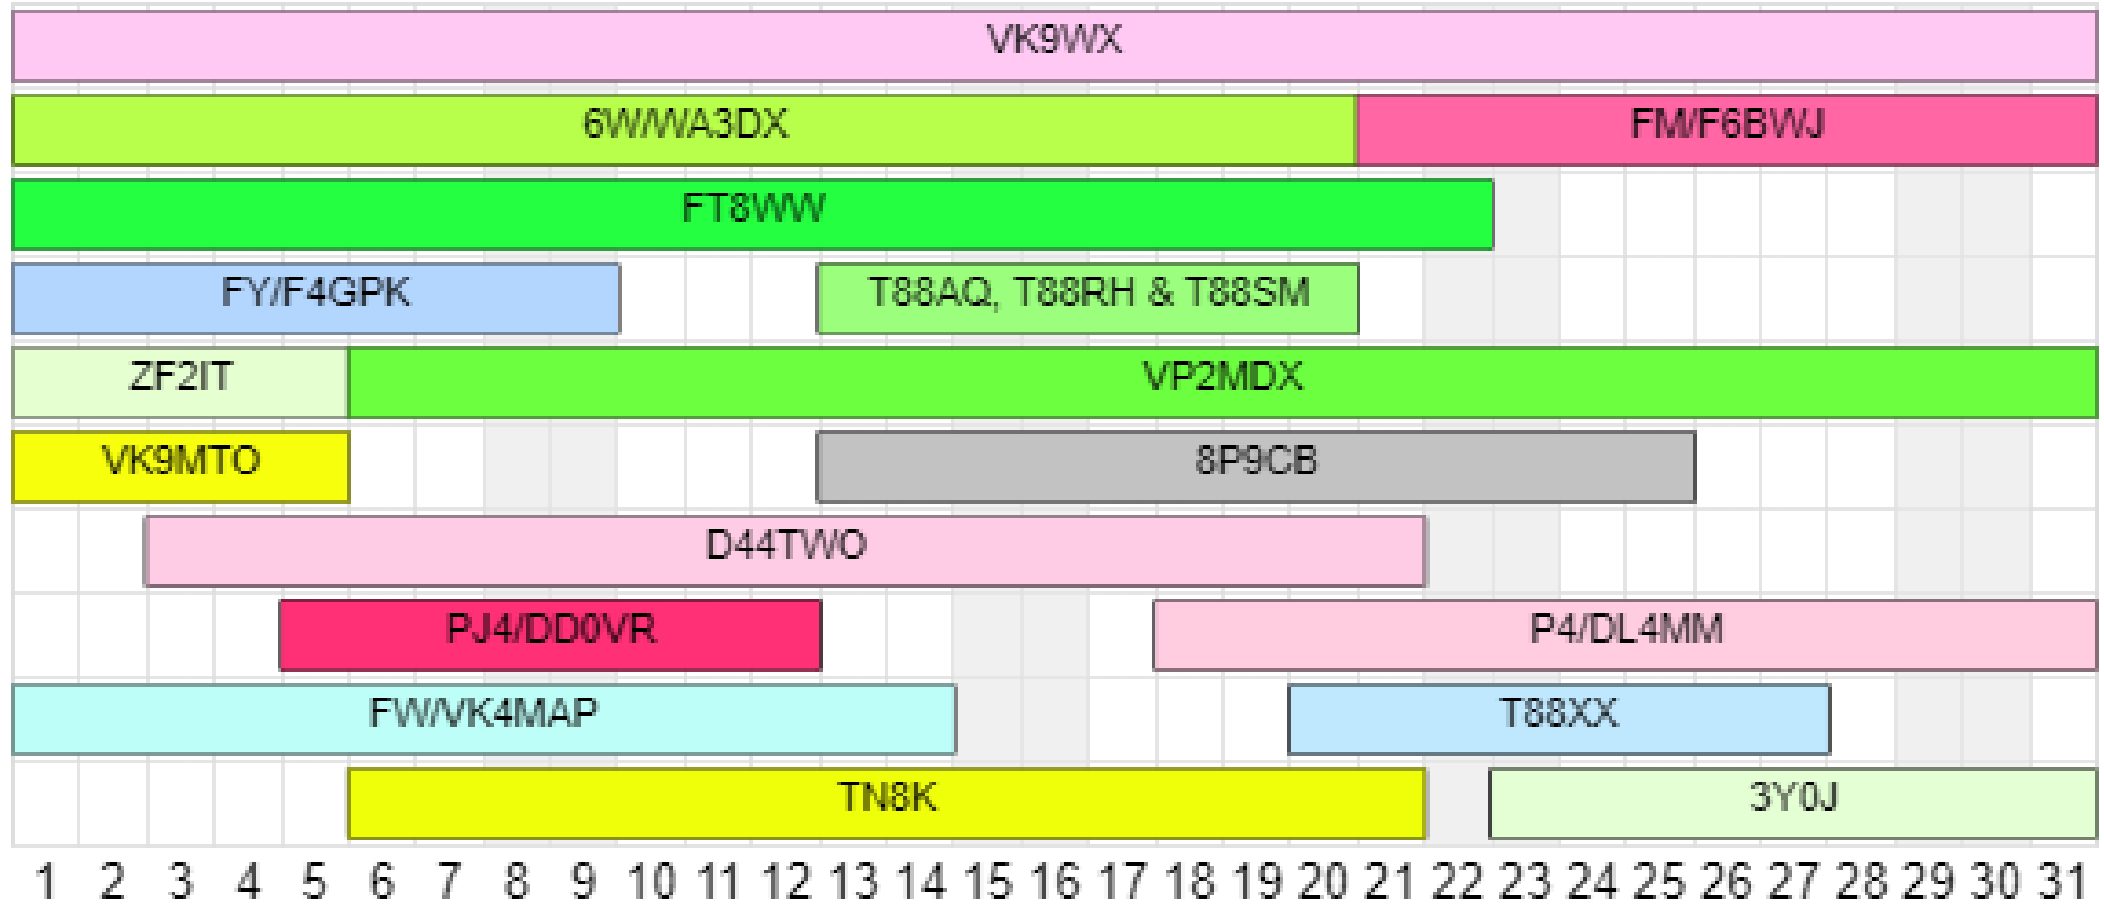 VK9WX
6W/WA3DX FM/F6BWJ
FT8WW
FY/F4GPK T88AQ, T88RH & T88SM
ZF2IT VP2MDX
VK9MTO 8P9CB
D44TWO
PJ4/DD0VR P4/DL4MM
FW/VK4MAP T88XX
TN8K 3Y0J
1 2 3 4 5 6 7 8 9 10 11 12 13 14 15 16 17 18 19 20 21 22 23 24 25 26 27 28 29 30 31